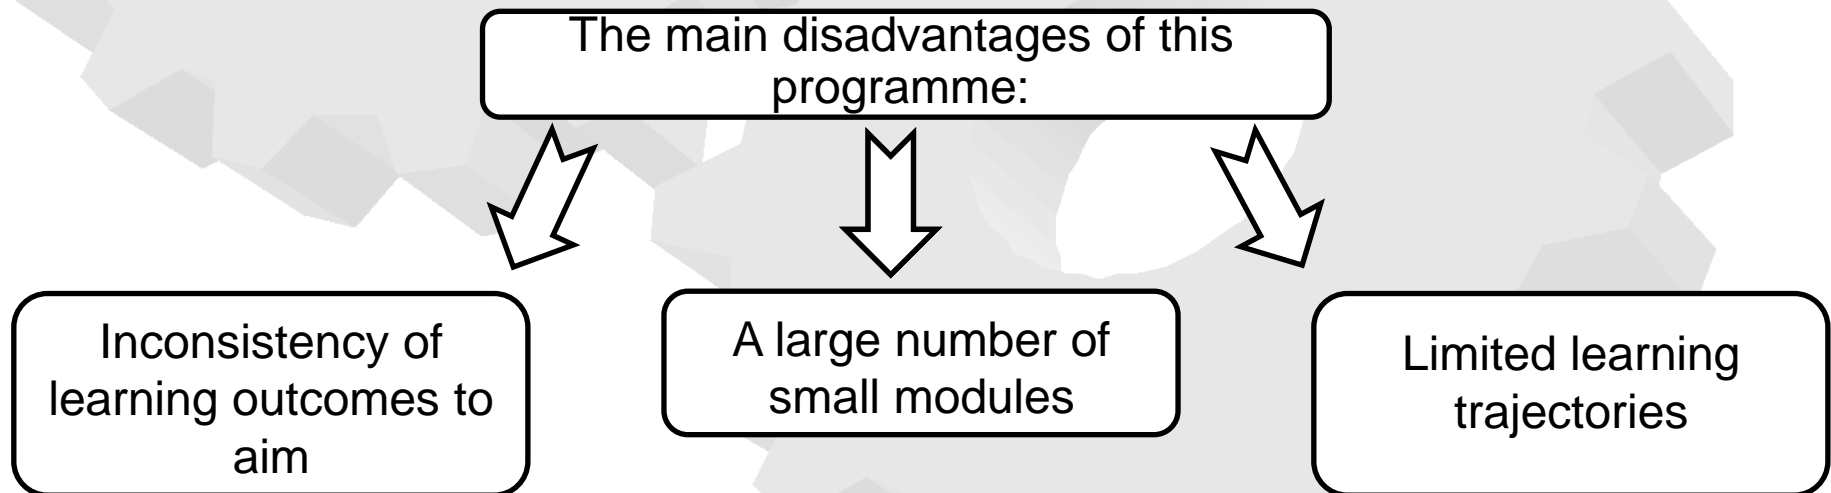 The main disadvantages of this
programme:
Inconsistency of
learning outcomes to
aim
A large number of
small modules
Limited learning
trajectories